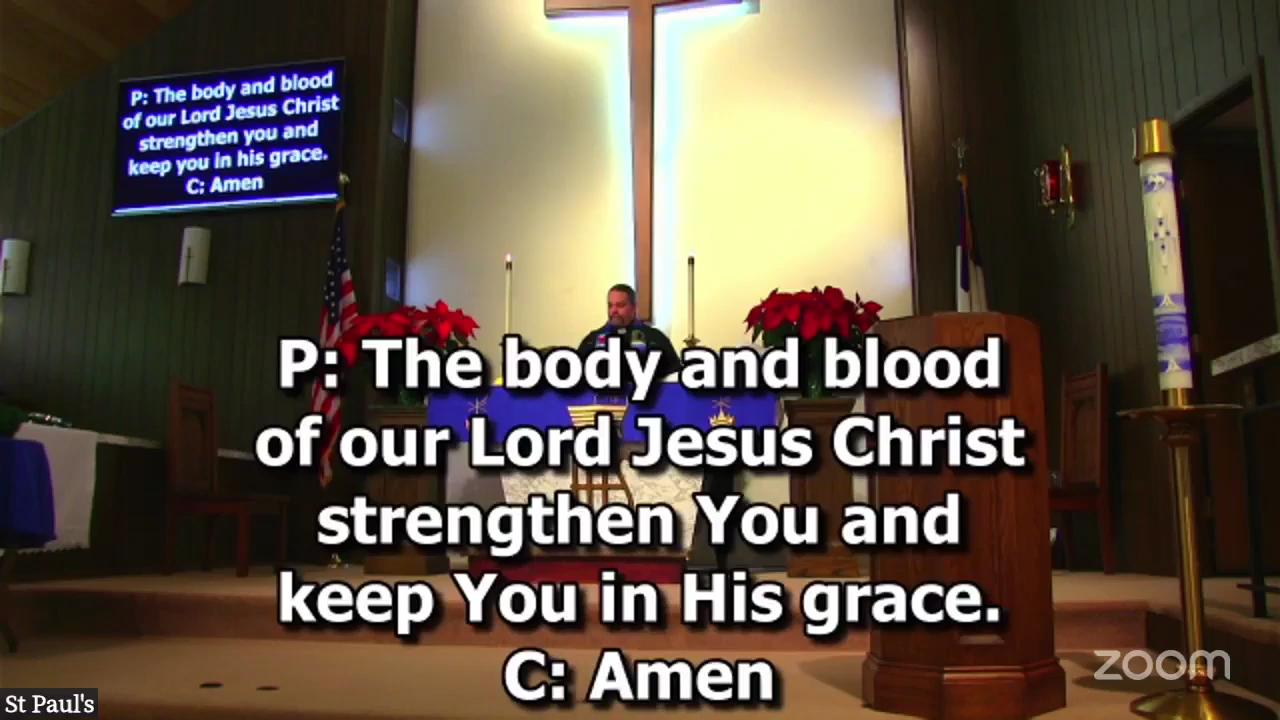 P: The body and blood
of our Lord Jesus Christ
strengthen you and
keep you in his grace.
C: Amen
P: The body and blood
of our Lord Jesus Christ
strengthen You and
keep You in His grace.
C: Amen
zoom
St Paul's